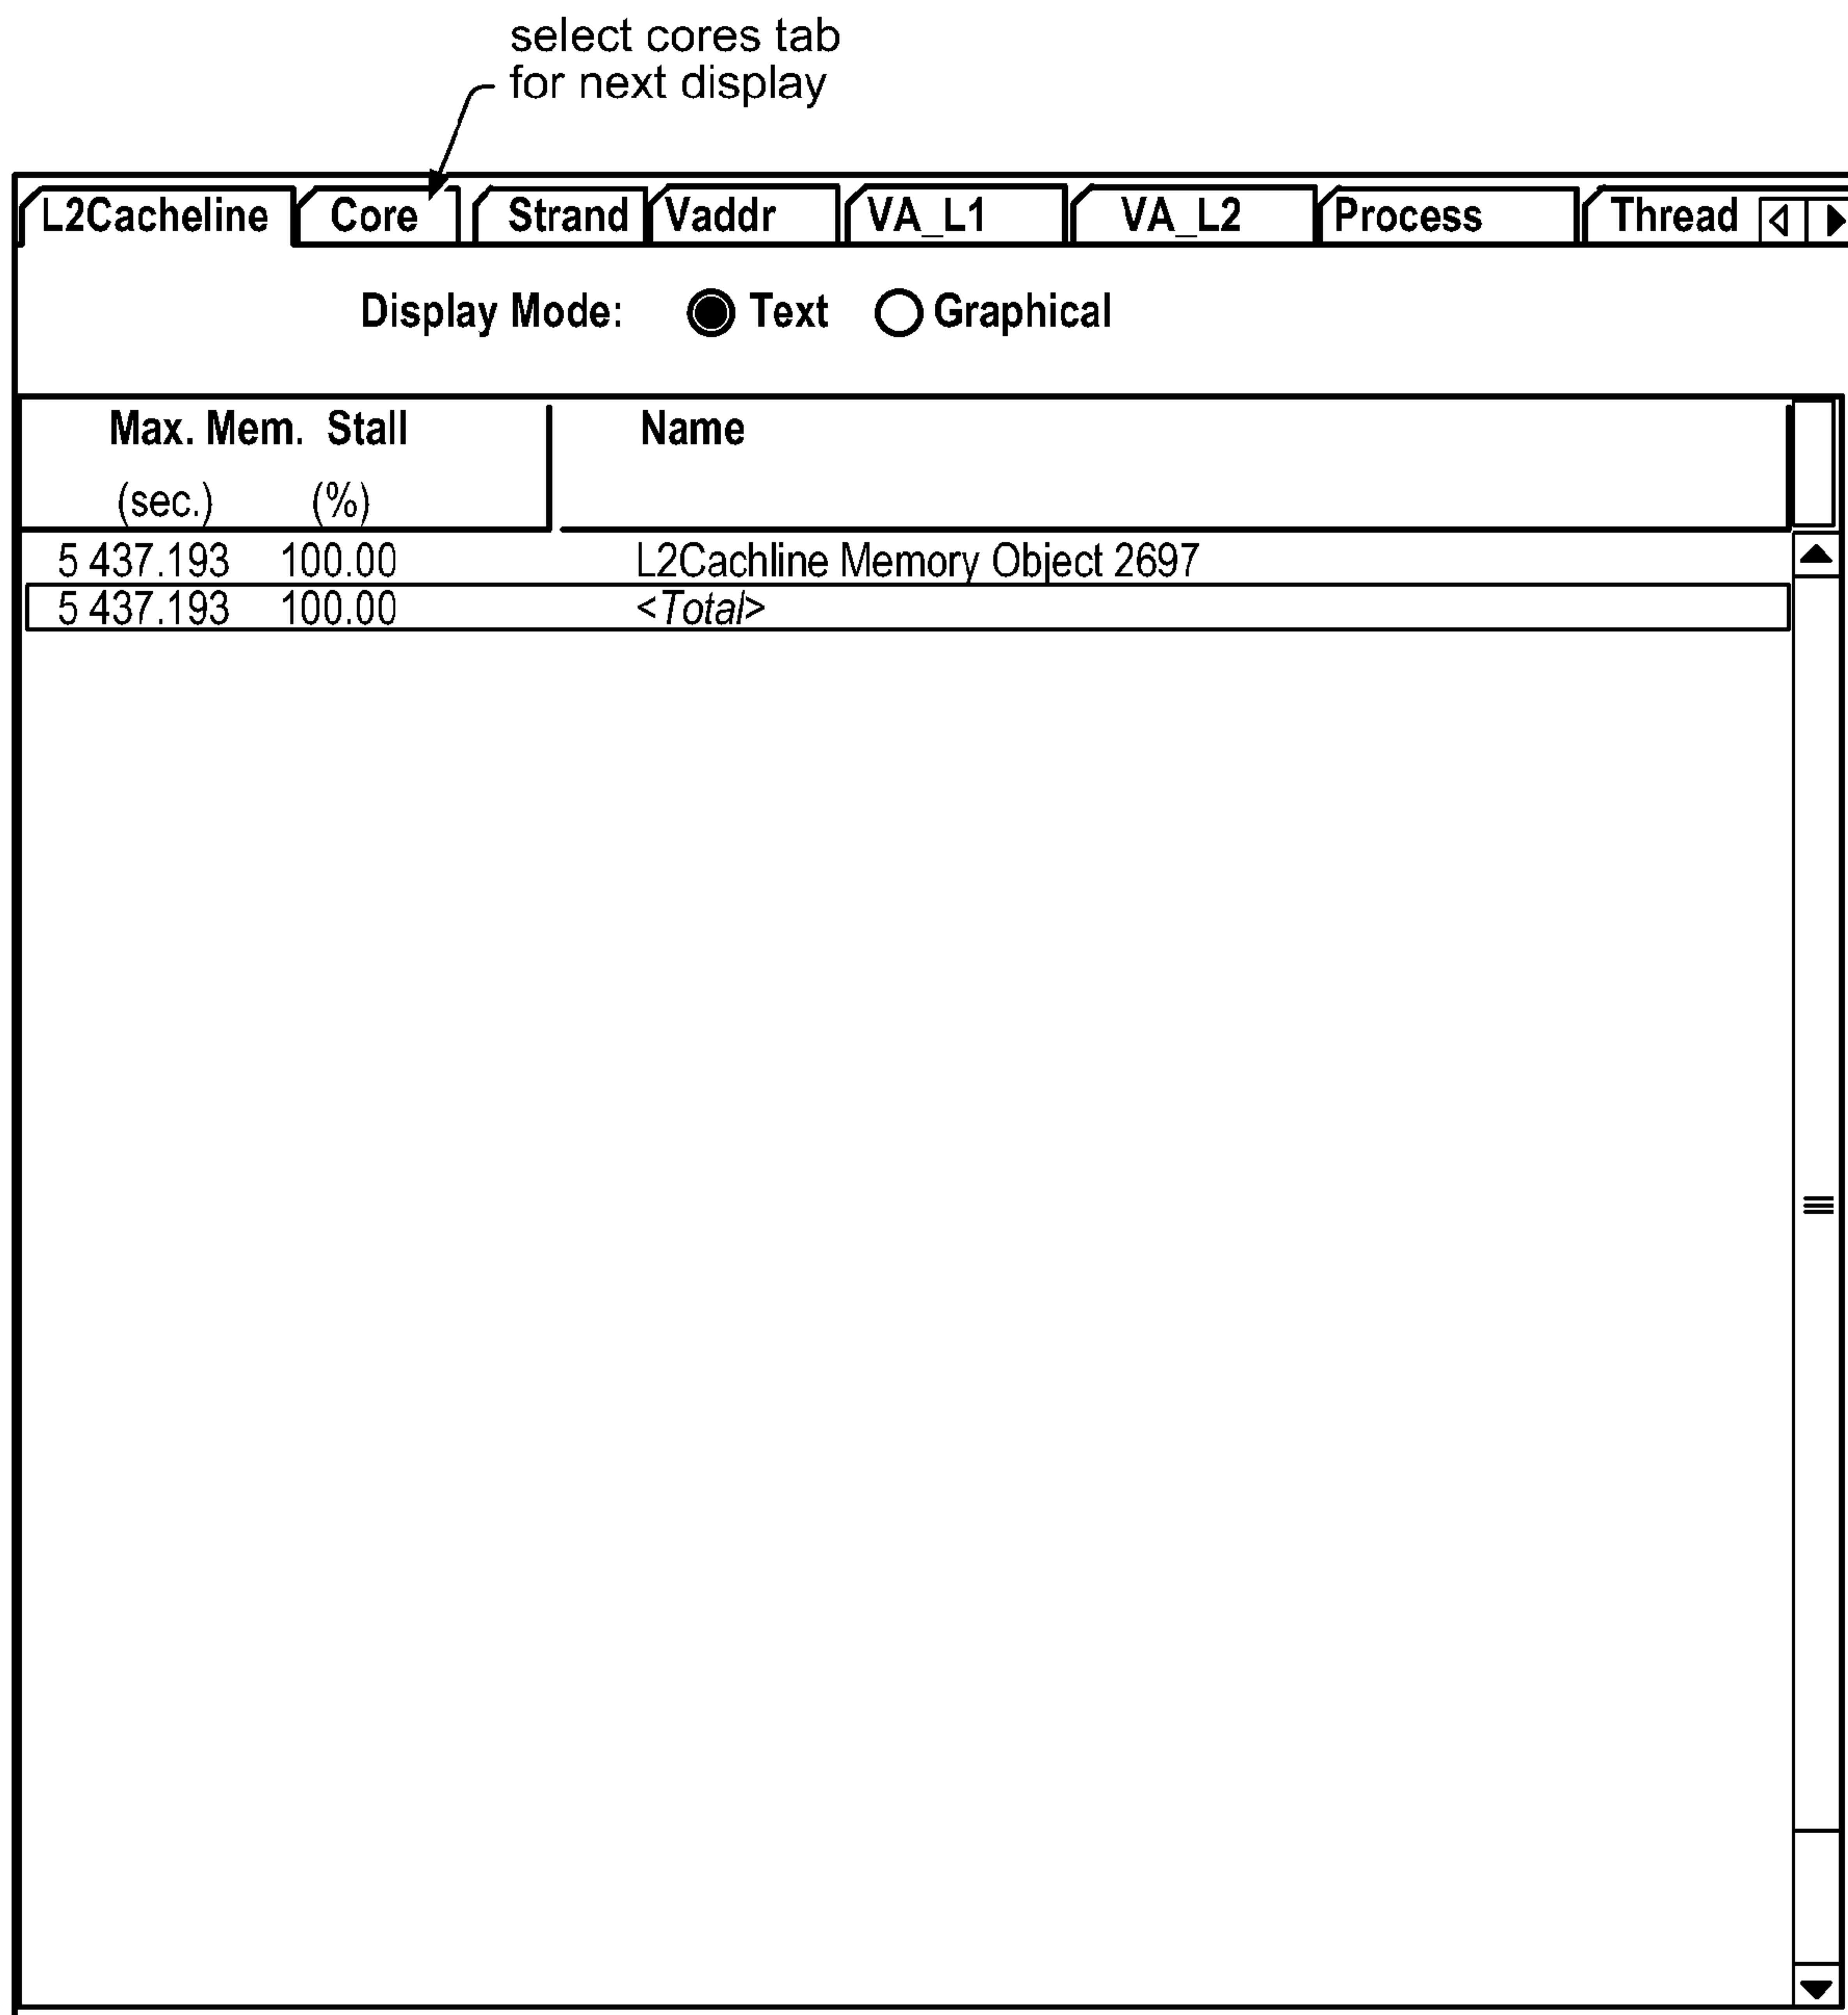 select cores tab
for next display
L2Cacheline Core Strand Vaddr VA_L1 VA_L2 Process Thread
Display Mode: Text Graphical
Max. Mem. Stall Name
(sec.) (%)
5 437.193 100.00 L2Cachline Memory Object 2697
5 437.193 100.00 <Total>